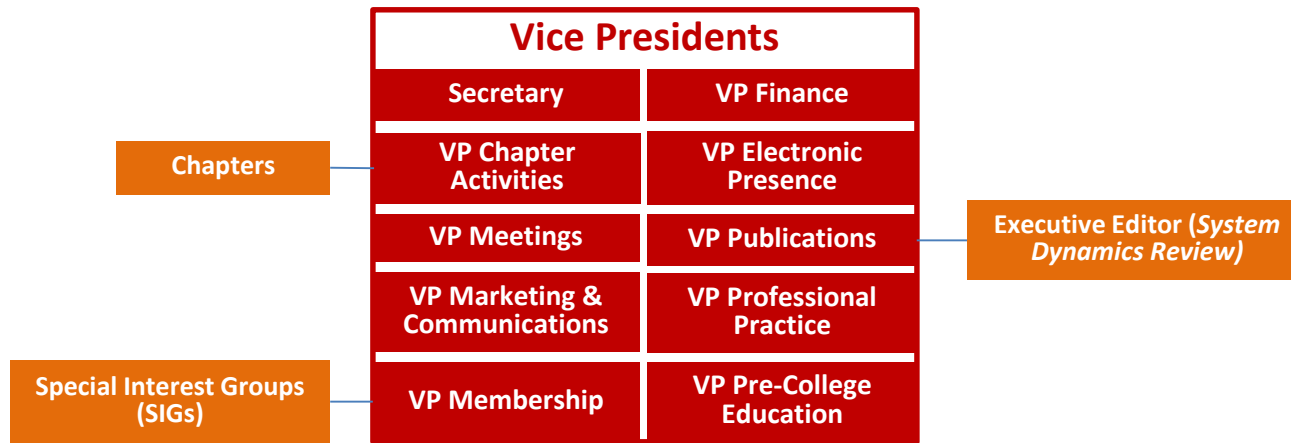 Vice Presidents
Secretary
VP Finance
Chapters
VP Chapter
Activities
VP Electronic
Presence
VP Meetings
VP Publications
Executive Editor (System
Dynamics Review)
VP Marketing &
Communications
VP Professional
Practice
Special Interest Groups
(SIGs)
VP Membership
VP Pre-College
Education